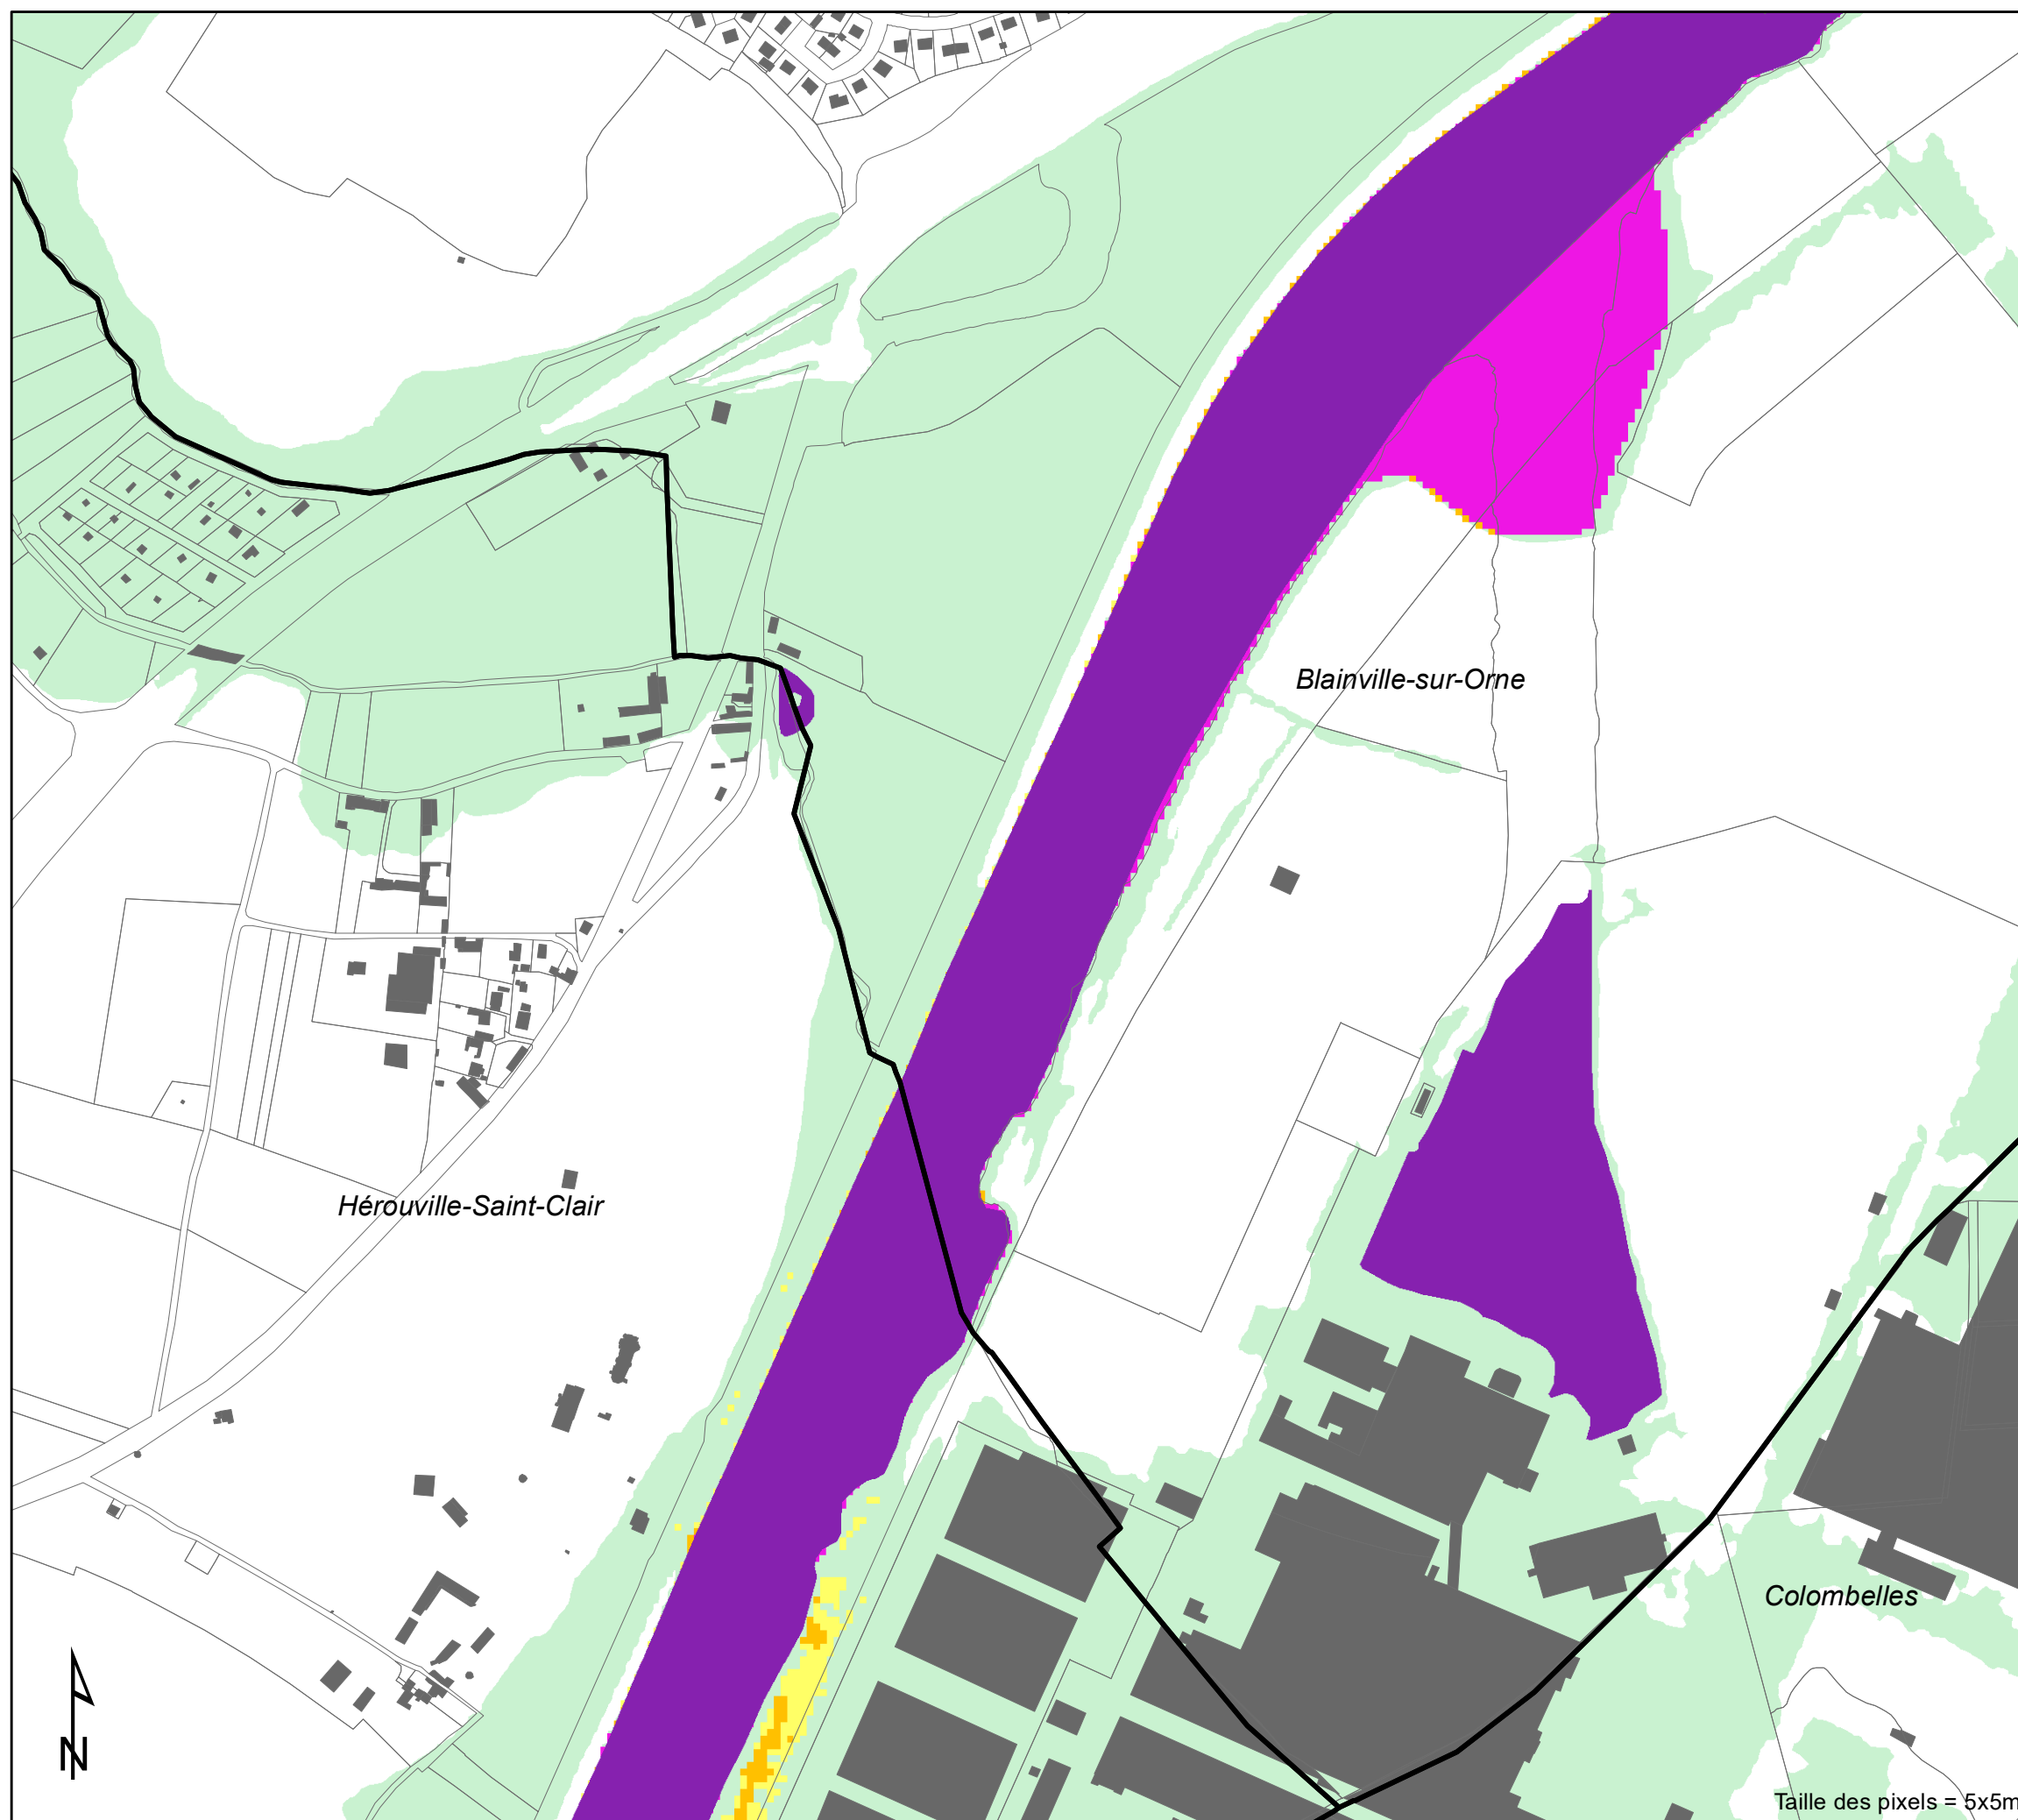 Blainville-sur-Orne
Hérouville-Saint-Clair
Colombelles
N
Taille des pixels = 5x5m